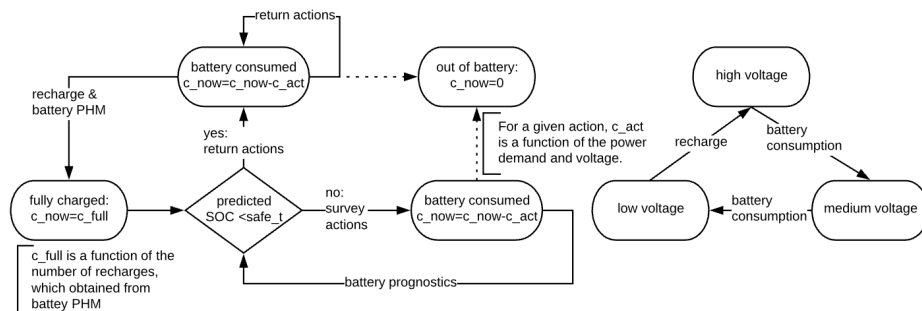 return actions
battery consumed
c_now=c_now-c_act
out of battery:
c_now=0
high voltage
recharge &
battery PHM
yes:
return actions
For a given action, c_act
is a function of the power
demand and voltage.
recharge
battery
consumption
fully charged:
c_now=c_full
predicted
SOC <safe_t
no:
survey
actions
battery consumed
c_now=c_now-c_act
low voltage
battery
consumption
medium voltage
c_full is a function of the
number of recharges,
which obtained from
battey PHM
battery prognostics